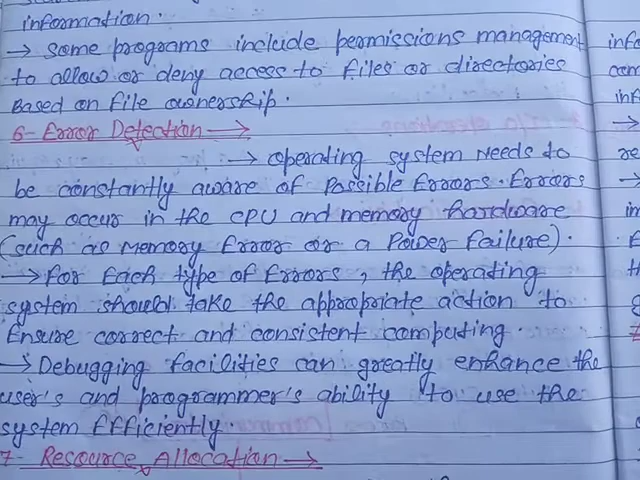 information.
→ Some programs include permissions management
to allow or deny access to files or directories
Based on file ownership.
6- Error Detection →
→ Operating system Needs to
be constantly aware of Possible Errors. Errors
may occur in the CPU and memory hardware
(such as Memory Error or a Power failure).
→ For Each type of Errors, the operating
system should take the appropriate action to
Ensure correct and consistent computing.
→ Debugging facilities can greatly enhance the
user's and programmer's ability to use the
system Efficiently.
7- Resource Allocation →